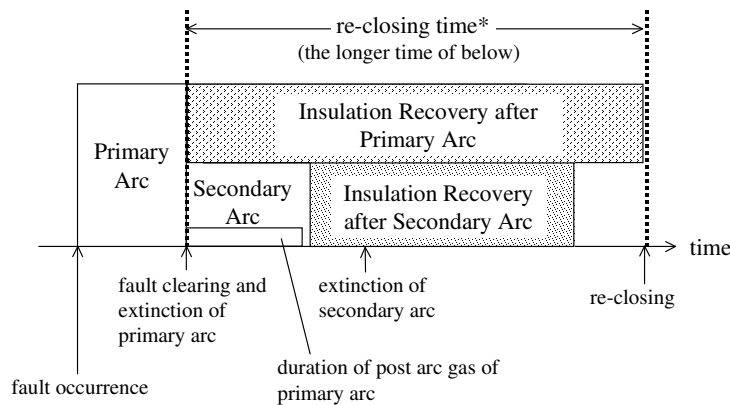 re-closing time*
(the longer time of below)
Insulation Recovery after
Primary Arc
Primary
Arc
Secondary
Arc
Insulation Recovery
after Secondary Arc
time
fault clearing and
extinction of
primary arc
extinction of
secondary arc
re-closing
duration of post arc gas of
primary arc
fault occurrence